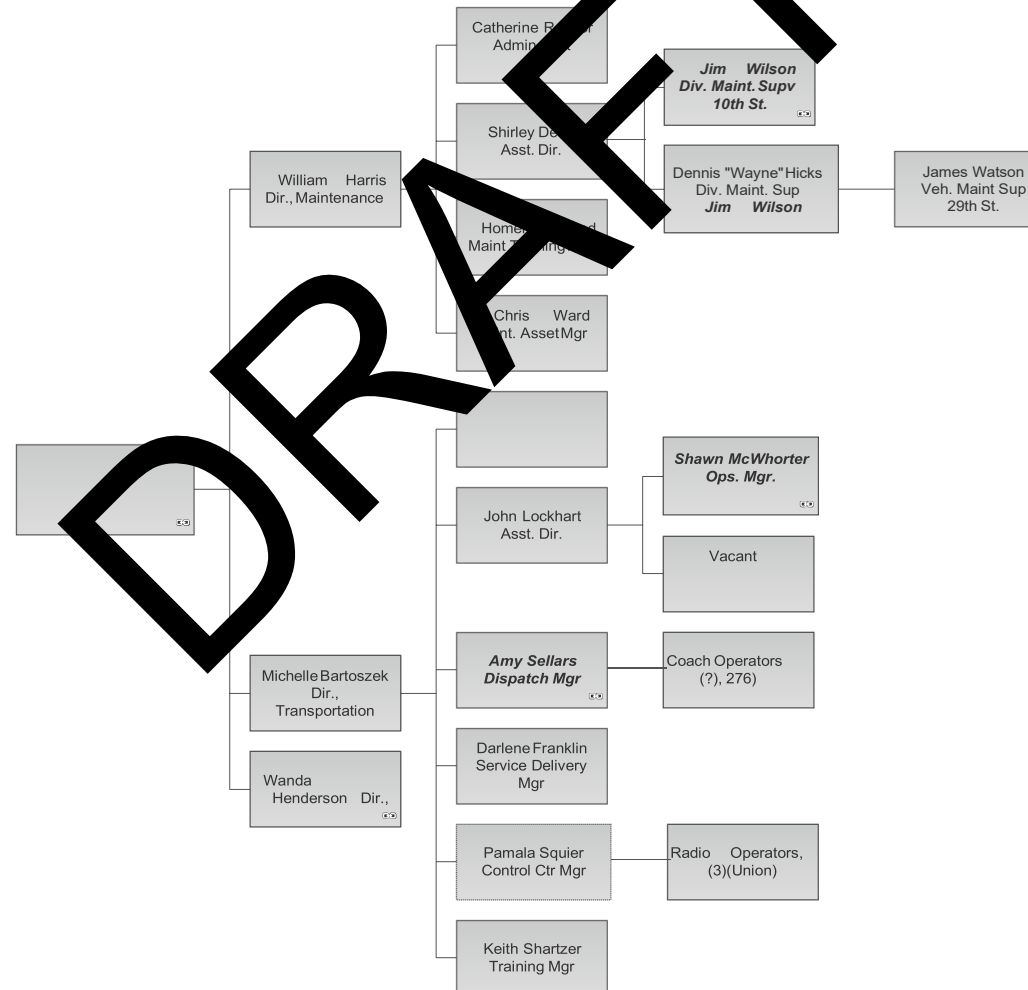 Catherine
Jim Wilson
Div. Maint. Supv
10th St.
Shirley
Asst. Dir.
William Harris
Dir., Maintenance
Dennis "Wayne" Hicks
Div. Maint. Sup
Jim Wilson
James Watson
Veh. Maint Sup
29th St.
Maint
Chris Ward
Asset Mgr
DRAFT
Shawn McWhorter
Ops. Mgr.
John Lockhart
Asst. Dir.
Vacant
Michelle Bartoszek
Dir.,
Transportation
Amy Sellars
Dispatch Mgr
Coach Operators
(?), 276)
Darlene Franklin
Service Delivery
Mgr
Wanda
Henderson Dir.,
Pamala Squier
Control Ctr Mgr
Radio Operators,
(3)(Union)
Keith Shartzer
Training Mgr